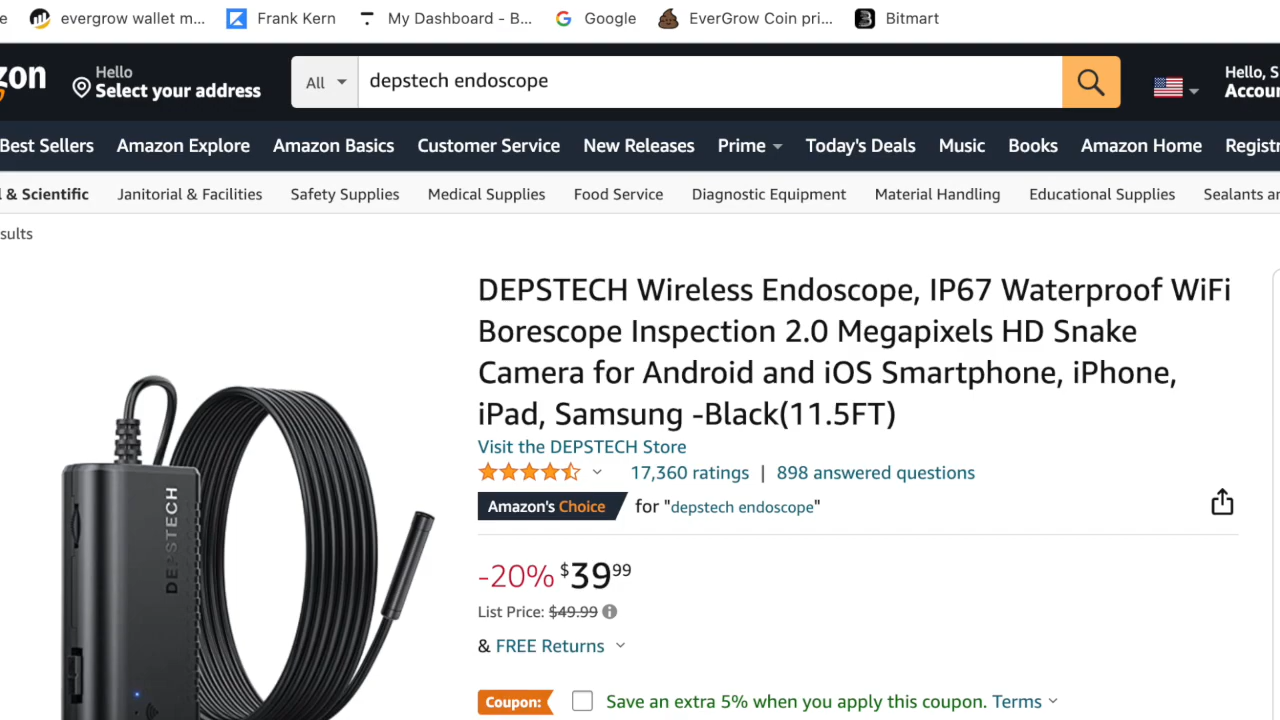 e evergrow wallet m... Frank Kern My Dashboard - B... Google EverGrow Coin pri... Bitmart
zon Hello Select your address All depstech endoscope Hello, S Accoun
Best Sellers Amazon Explore Amazon Basics Customer Service New Releases Prime Today's Deals Music Books Amazon Home Registr
l & Scientific Janitorial & Facilities Safety Supplies Medical Supplies Food Service Diagnostic Equipment Material Handling Educational Supplies Sealants an
sults
DEPSTECH Wireless Endoscope, IP67 Waterproof WiFi
Borescope Inspection 2.0 Megapixels HD Snake
Camera for Android and iOS Smartphone, iPhone,
iPad, Samsung -Black(11.5FT)
Visit the DEPSTECH Store
17,360 ratings | 898 answered questions
Amazon's Choice for "depstech endoscope"
-20% $39 99
List Price: $49.99
& FREE Returns
Coupon: Save an extra 5% when you apply this coupon. Terms
DEPSTECH